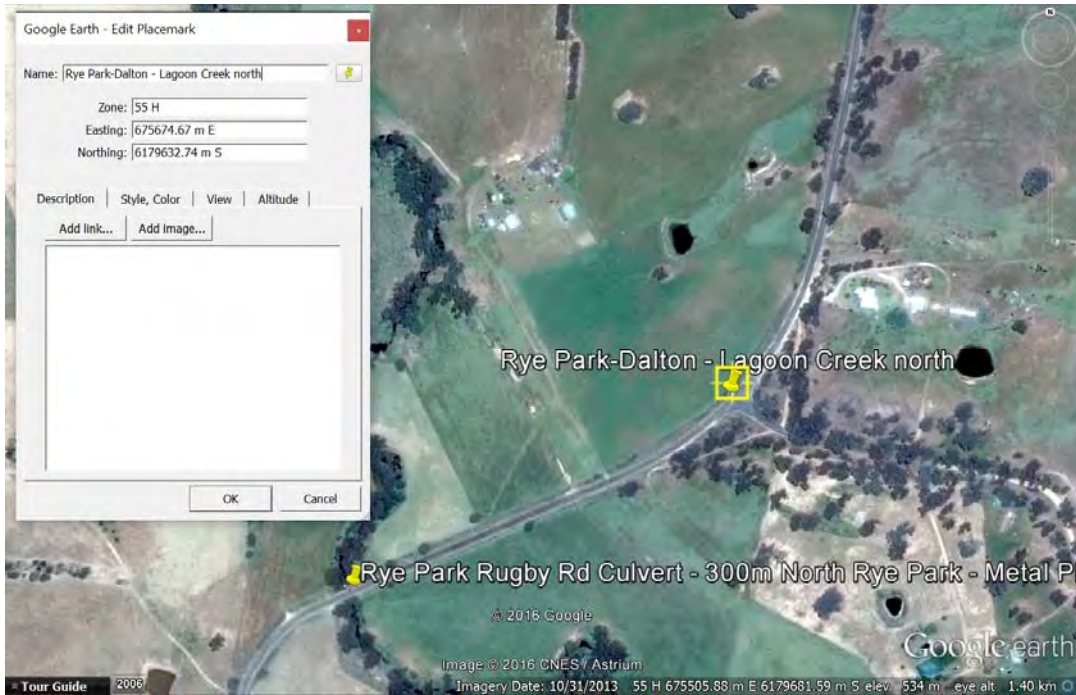 Google Earth - Edit Placemark
Name: Rye Park-Dalton - Lagoon Creek north
Zone: 55 H
Easting: 675674.67 m E
Northing: 6179632.74 m S
Description Style, Color View Altitude
Add link... Add image...
OK Cancel
N
Rye Park-Dalton - Lagoon Creek north
Rye Park Rugby Rd Culvert - 300m North Rye Park - Metal P
© 2016 Google
Google earth
Image © 2016 CNES / Astrium
Tour Guide 2006 Imagery Date: 10/31/2013 55 H 675505.88 m E 6179681.59 m S elev 534 m eye alt 1.40 km